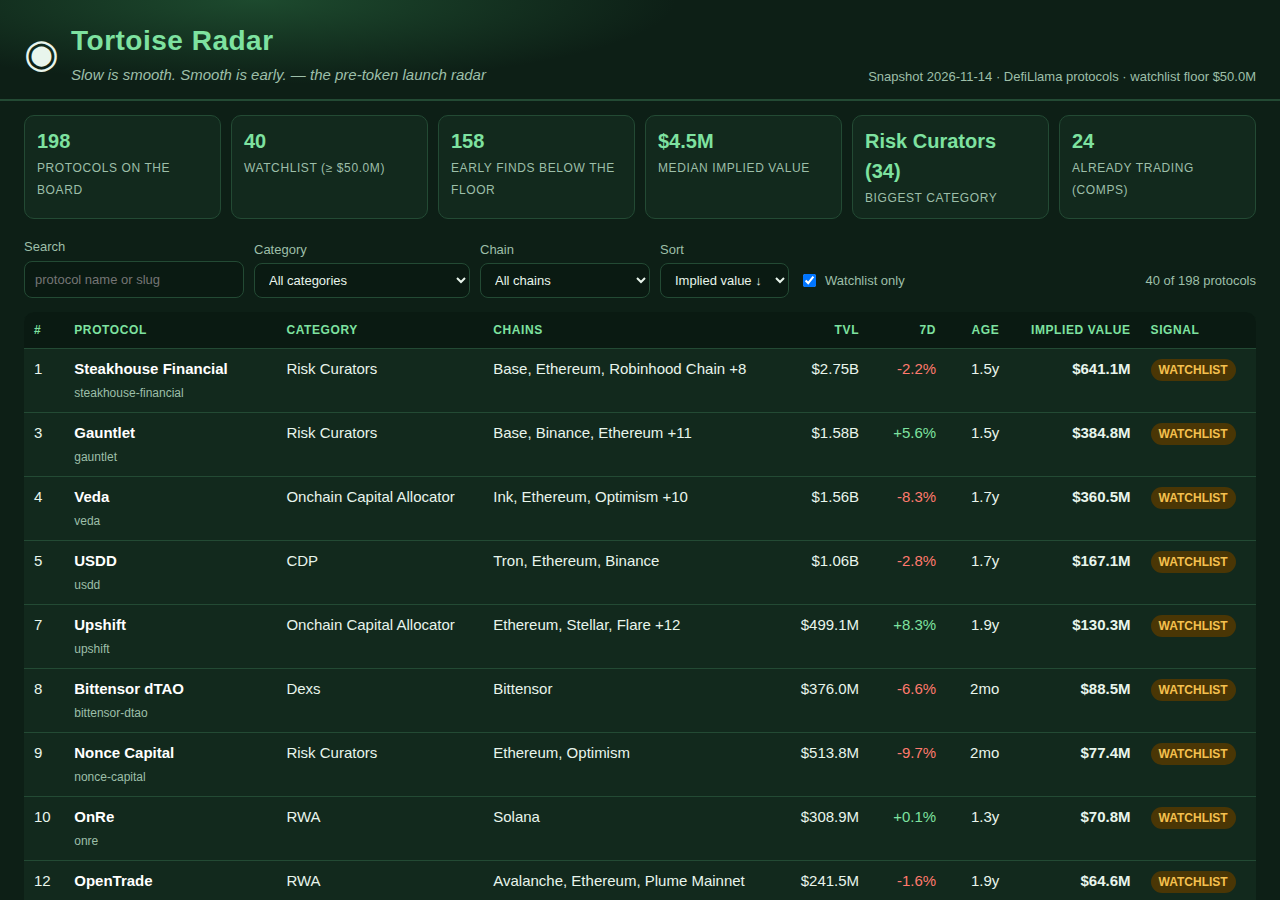 Tortoise Radar
Slow is smooth. Smooth is early. — the pre-token launch radar
Snapshot 2026-11-14 · DefiLlama protocols · watchlist floor $50.0M
198
PROTOCOLS ON THE
BOARD
40
WATCHLIST (≥ $50.0M)
158
EARLY FINDS BELOW THE
FLOOR
$4.5M
MEDIAN IMPLIED VALUE
Risk Curators
(34)
BIGGEST CATEGORY
24
ALREADY TRADING
(COMPS)
Search
protocol name or slug
Category
All categories
Chain
All chains
Sort
Implied value ↓
Watchlist only
40 of 198 protocols
# PROTOCOL CATEGORY CHAINS TVL 7D AGE IMPLIED VALUE SIGNAL
1 Steakhouse Financial Risk Curators Base, Ethereum, Robinhood Chain +8 $2.75B -2.2% 1.5y $641.1M WATCHLIST
steakhouse-financial
3 Gauntlet Risk Curators Base, Binance, Ethereum +11 $1.58B +5.6% 1.5y $384.8M WATCHLIST
gauntlet
4 Veda Onchain Capital Allocator Ink, Ethereum, Optimism +10 $1.56B -8.3% 1.7y $360.5M WATCHLIST
veda
5 USDD CDP Tron, Ethereum, Binance $1.06B -2.8% 1.7y $167.1M WATCHLIST
usdd
7 Upshift Onchain Capital Allocator Ethereum, Stellar, Flare +12 $499.1M +8.3% 1.9y $130.3M WATCHLIST
upshift
8 Bittensor dTAO Dexs Bittensor $376.0M -6.6% 2mo $88.5M WATCHLIST
bittensor-dtao
9 Nonce Capital Risk Curators Ethereum, Optimism $513.8M -9.7% 2mo $77.4M WATCHLIST
nonce-capital
10 OnRe RWA Solana $308.9M +0.1% 1.3y $70.8M WATCHLIST
onre
12 OpenTrade RWA Avalanche, Ethereum, Plume Mainnet $241.5M -1.6% 1.9y $64.6M WATCHLIST